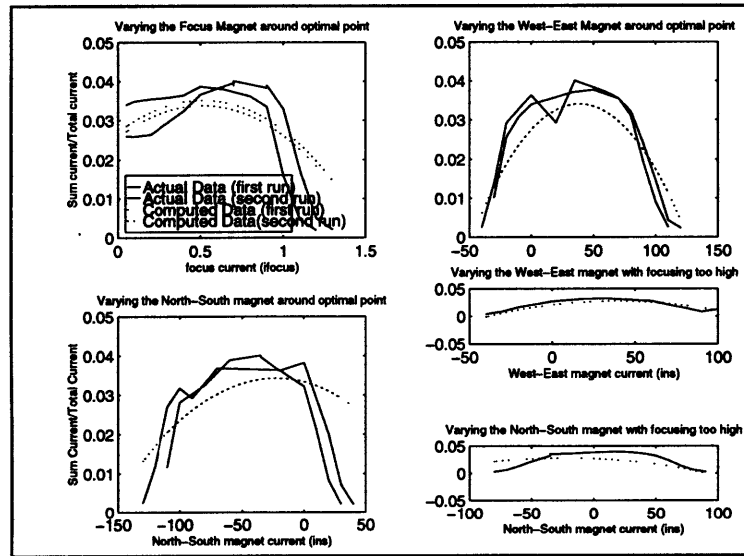 Varying the Focus Magnet around optimal point
0.05
0.04
0.03
0.02
0.01
0
Sum current/Total current
Actual Data (first run)
Actual Data (second run)
Computed Data (first run)
Computed Data(second run)
0 0.5 1 1.5
focus current (ifocus)
Varying the West-East Magnet around optimal point
0.05
0.04
0.03
0.02
0.01
0
-50 0 50 100 150
Varying the West-East magnet with focusing too high
0.05
0
-0.05
-50 0 50 100
West-East magnet current (ins)
Varying the North-South magnet around optimal point
0.05
0.04
0.03
0.02
0.01
0
Sum Current/Total Current
-150 -100 -50 0 50
North-South magnet current (ins)
Varying the North-South magnet with focusing too high
0.05
0
-0.05
-100 -50 0 50 100
North-South magnet current (ins)